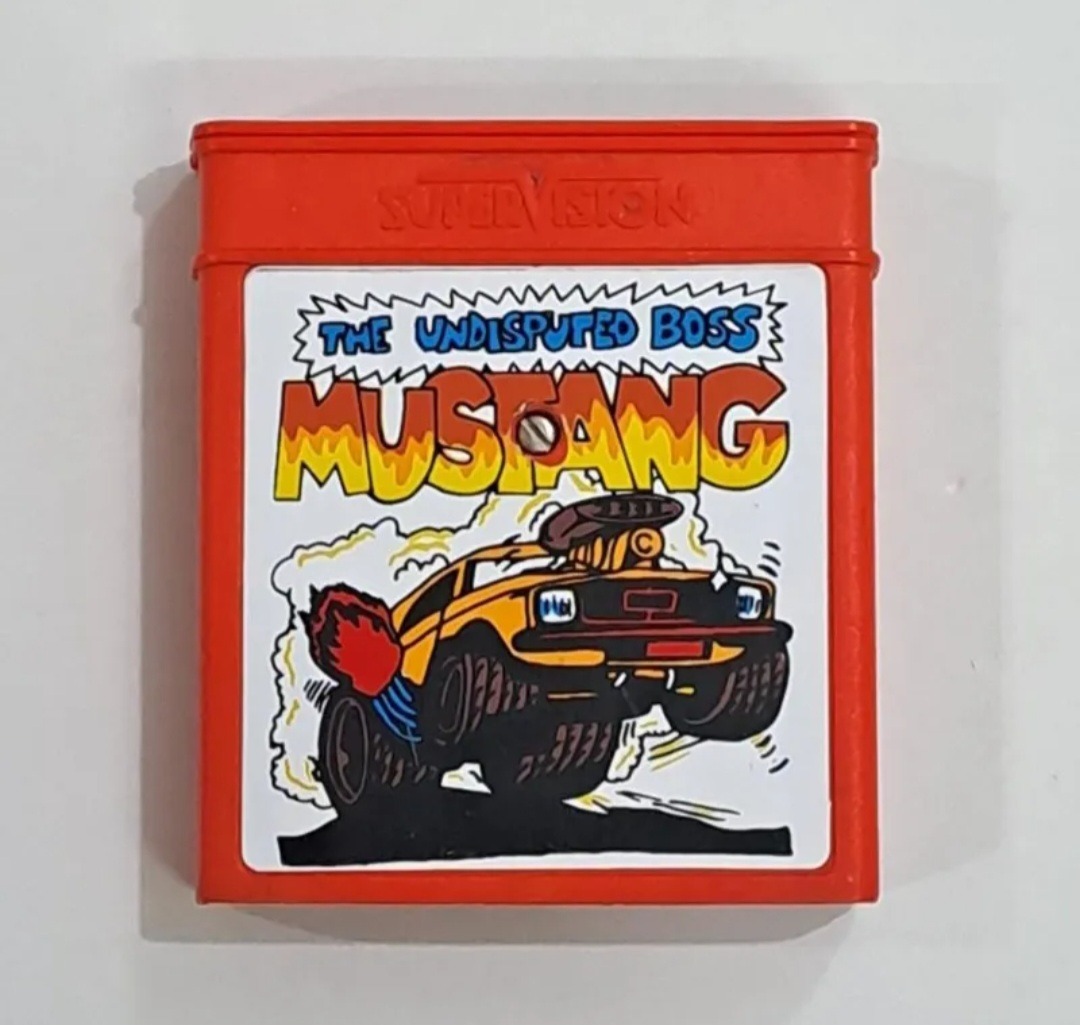 SUPERVISION
THE UNDISPUTED BOSS
MUSTANG
C